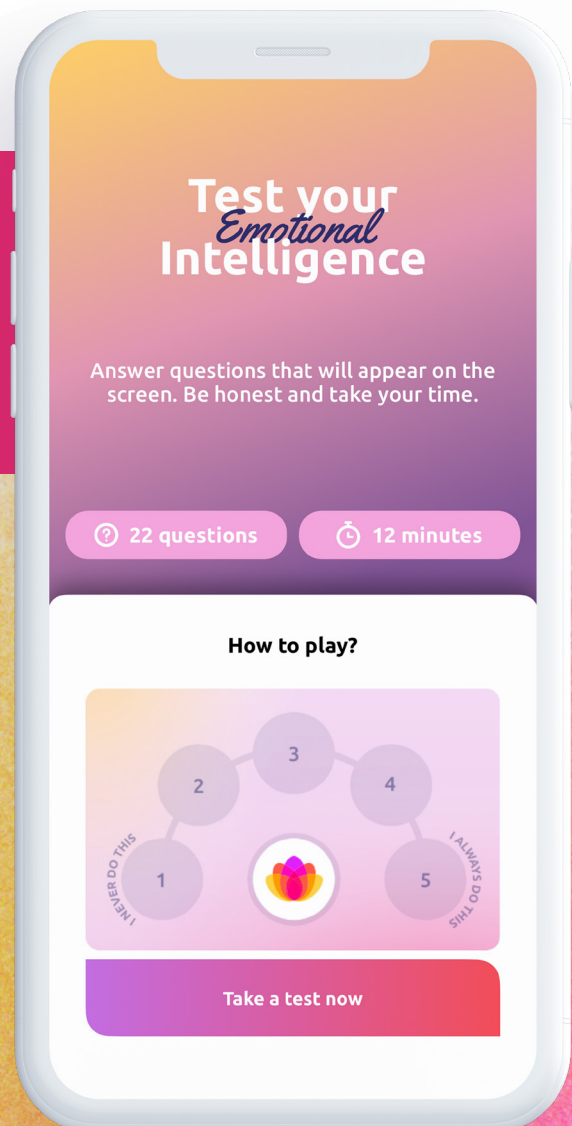 Test your
Emotional
Intelligence
Answer questions that will appear on the
screen. Be honest and take your time.
22 questions
12 minutes
How to play?
3
2
4
I NEVER DO THIS
1
5
I ALWAYS DO THIS
Take a test now